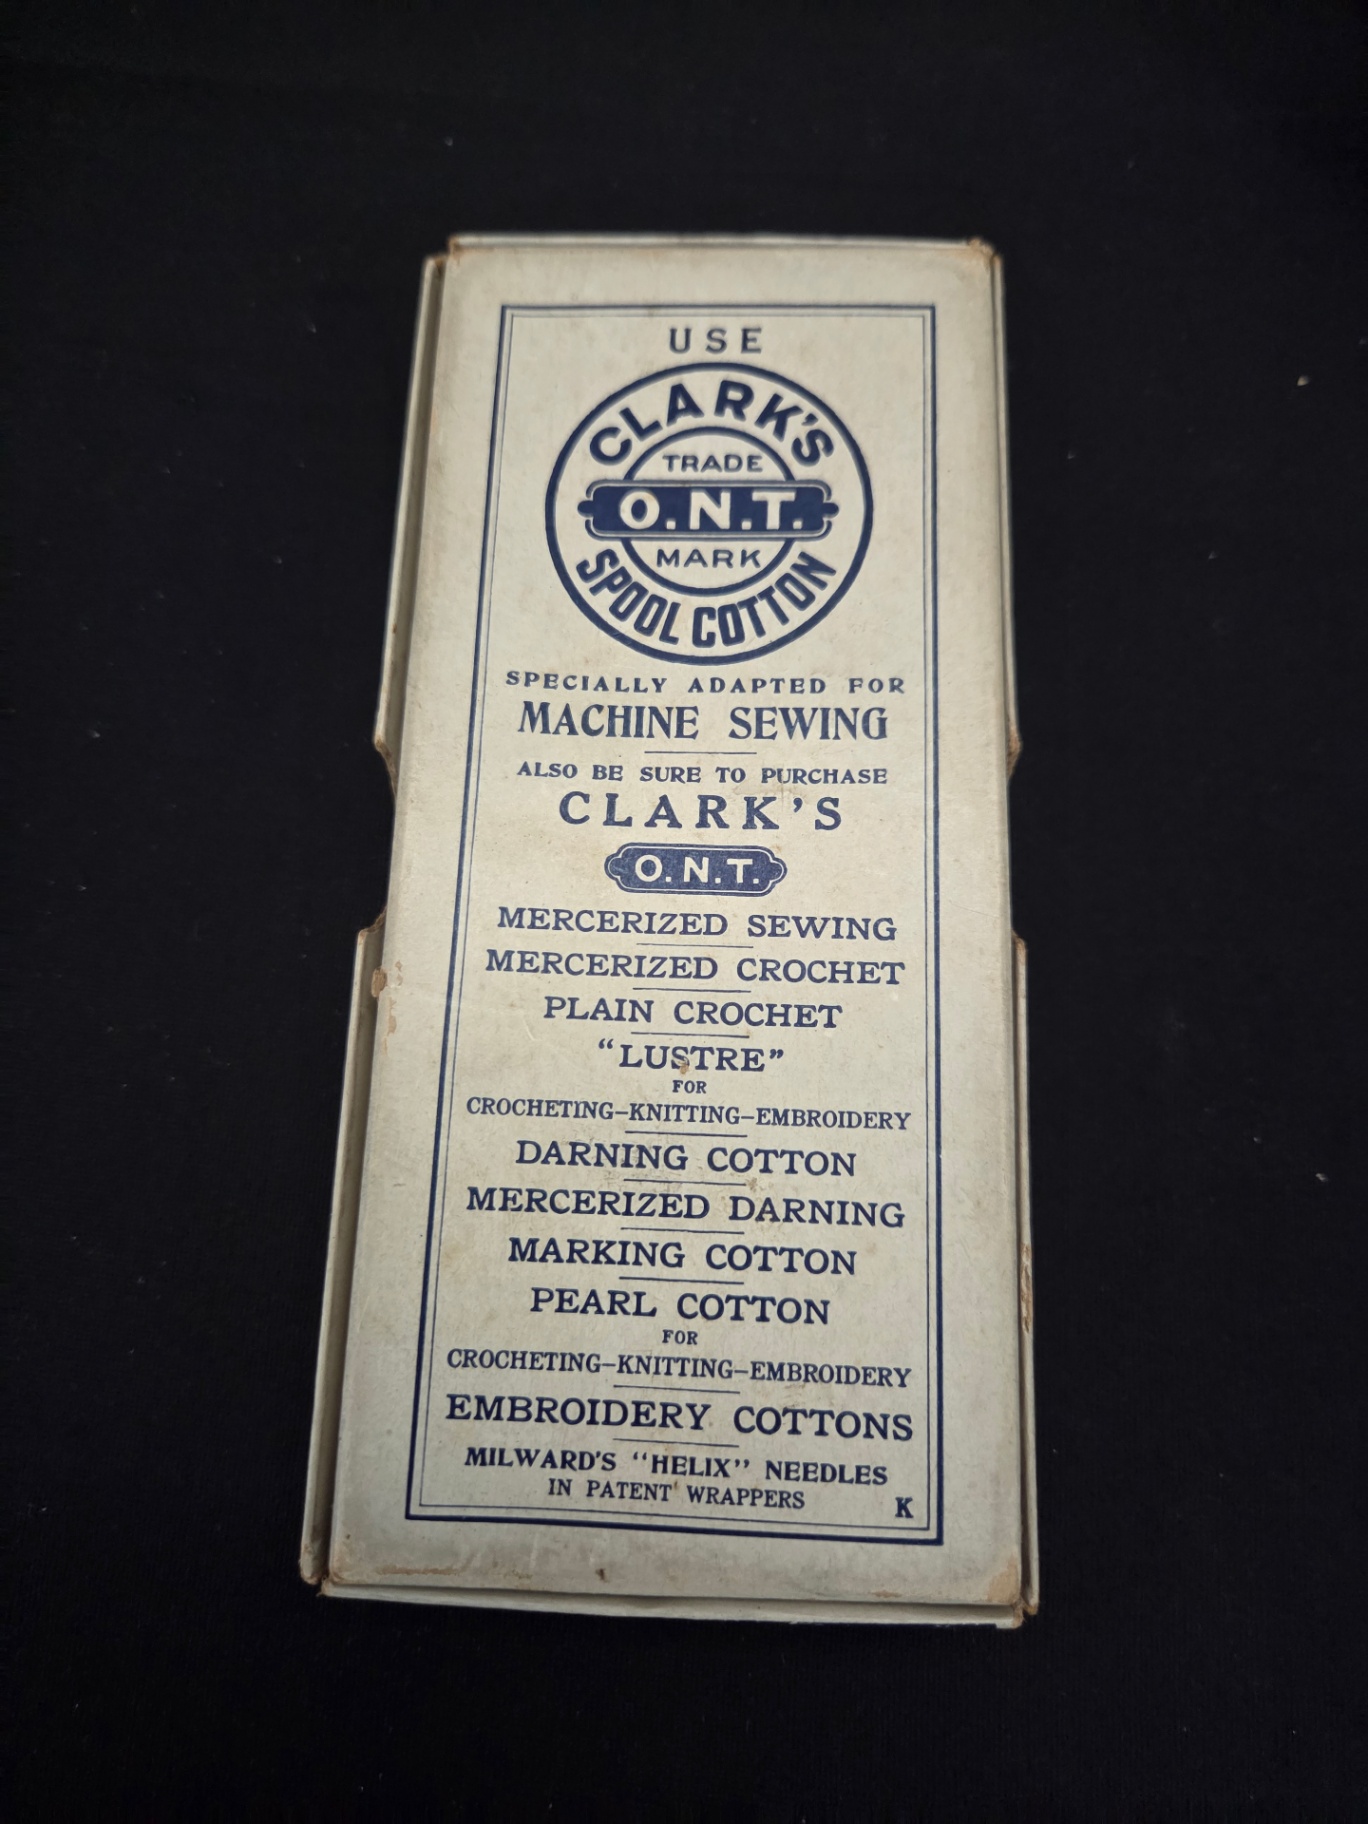 USE
CLARK'S
TRADE
O.N.T.
MARK
SPOOL COTTON
SPECIALLY ADAPTED FOR
MACHINE SEWING
ALSO BE SURE TO PURCHASE
CLARK'S
O.N.T.
MERCERIZED SEWING
MERCERIZED CROCHET
PLAIN CROCHET
“LUSTRE”
FOR
CROCHETING–KNITTING–EMBROIDERY
DARNING COTTON
MERCERIZED DARNING
MARKING COTTON
PEARL COTTON
FOR
CROCHETING–KNITTING–EMBROIDERY
EMBROIDERY COTTONS
MILWARD'S “HELIX” NEEDLES
IN PATENT WRAPPERS K